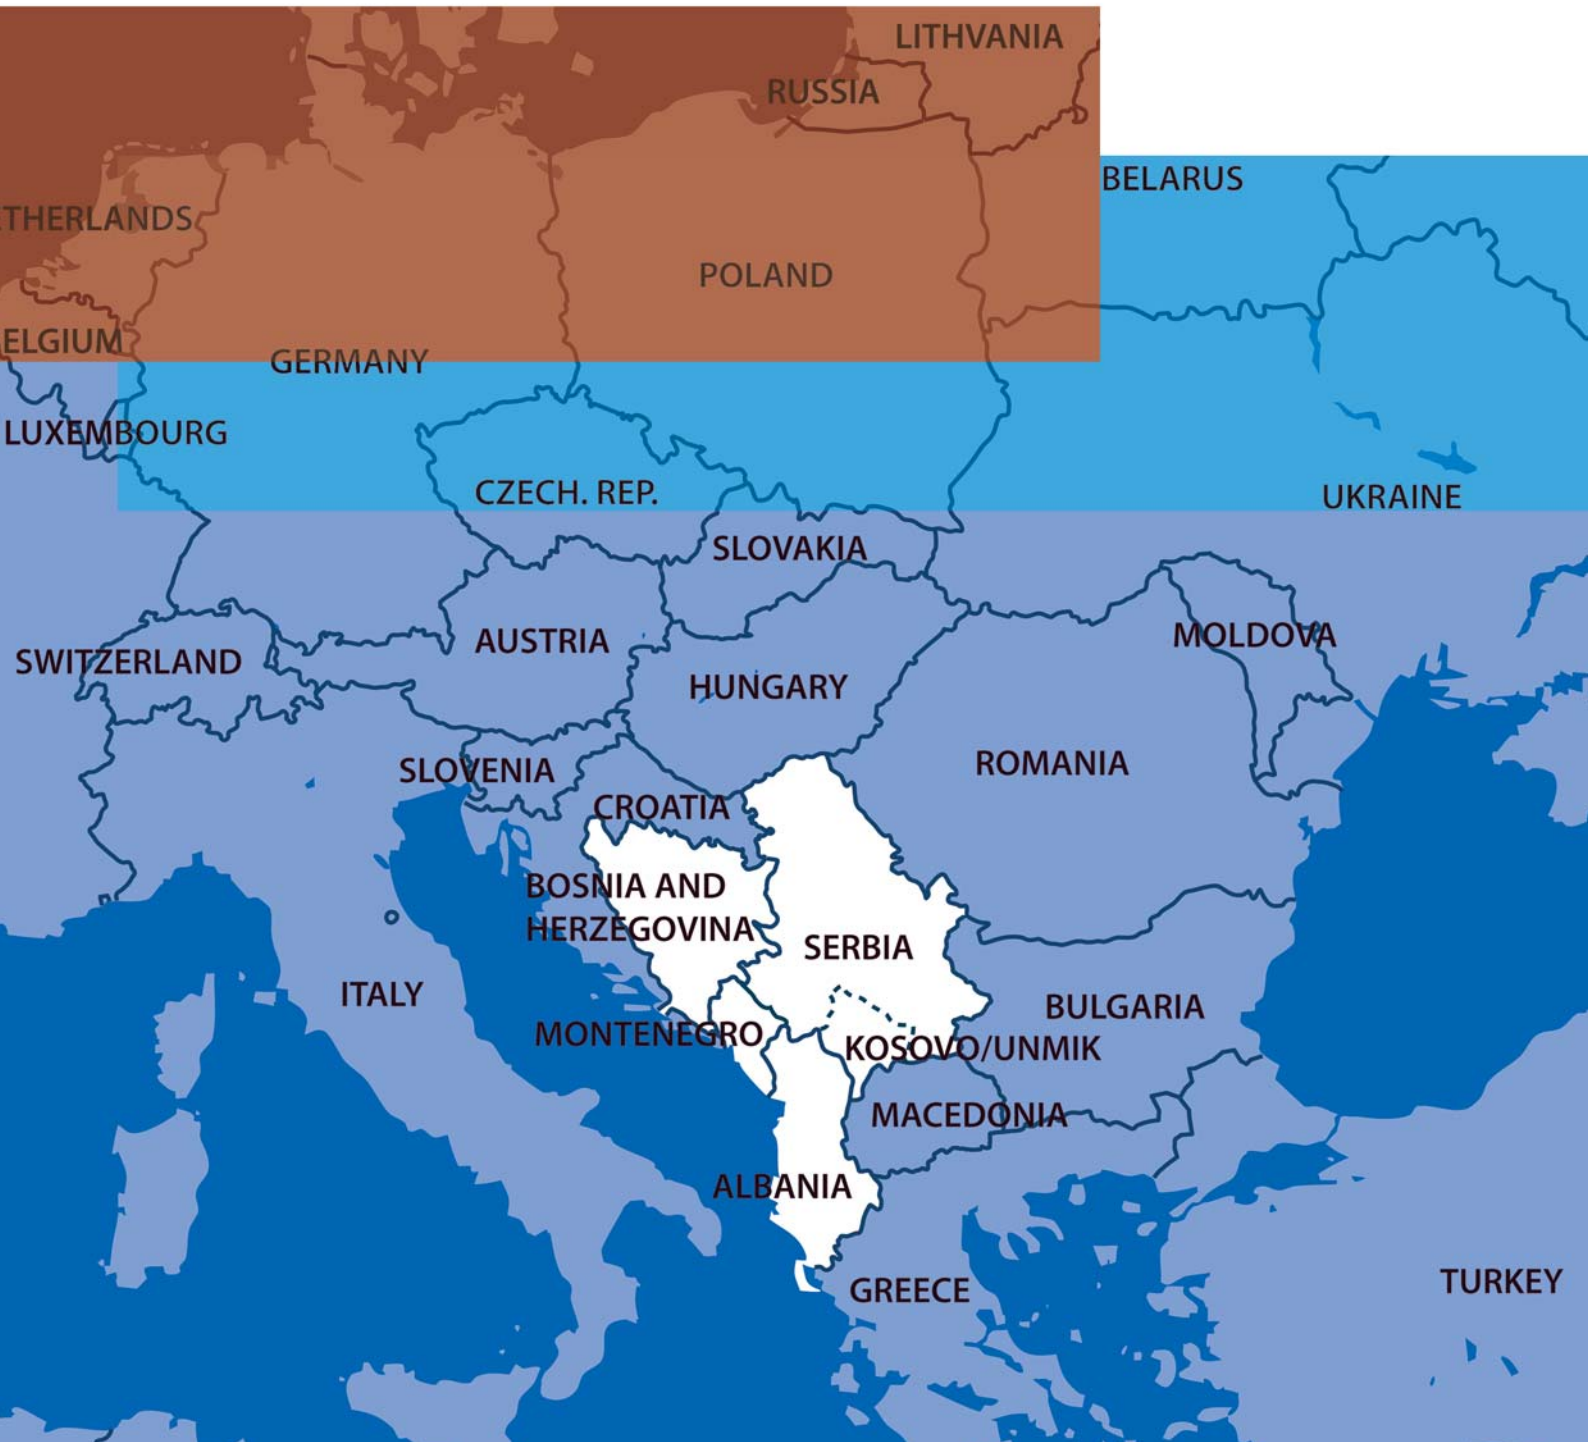 LITHVANIA
RUSSIA
BELARUS
THERLANDS
POLAND
ELGIUM
GERMANY
LUXEMBOURG
CZECH. REP.
UKRAINE
SLOVAKIA
AUSTRIA
MOLDOVA
SWITZERLAND
HUNGARY
ROMANIA
SLOVENIA
CROATIA
BOSNIA AND
HERZEGOVINA
SERBIA
ITALY
BULGARIA
MONTENEGRO
KOSOVO/UNMIK
MACEDONIA
ALBANIA
TURKEY
GREECE